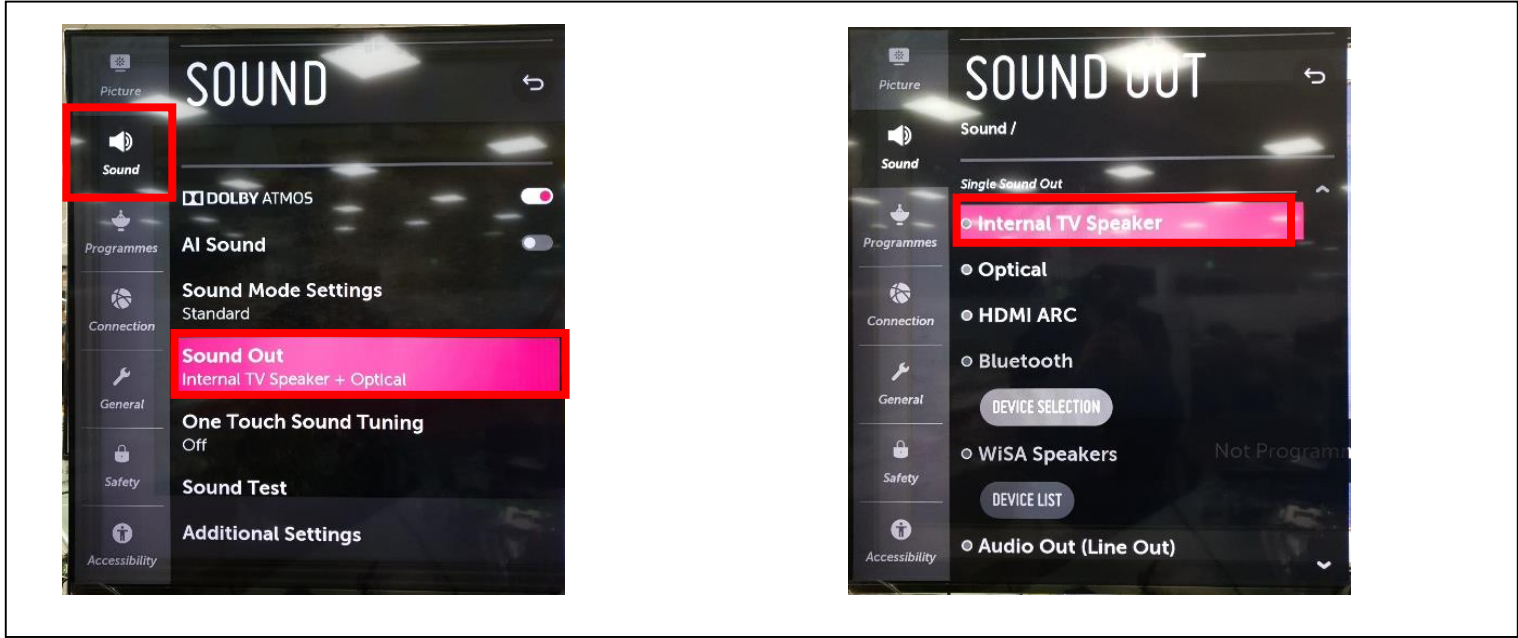 Picture
SOUND
Sound
DOLBY ATMOS
Programmes
AI Sound
Sound Mode Settings
Standard
Connection
Sound Out
Internal TV Speaker + Optical
General
One Touch Sound Tuning
Off
Safety
Sound Test
Additional Settings
Accessibility
Picture
SOUND OUT
Sound /
Sound
Single Sound Out
Internal TV Speaker
Programmes
Optical
HDMI ARC
Connection
Bluetooth
General
DEVICE SELECTION
WiSA Speakers
Not Programm
Safety
DEVICE LIST
Audio Out (Line Out)
Accessibility